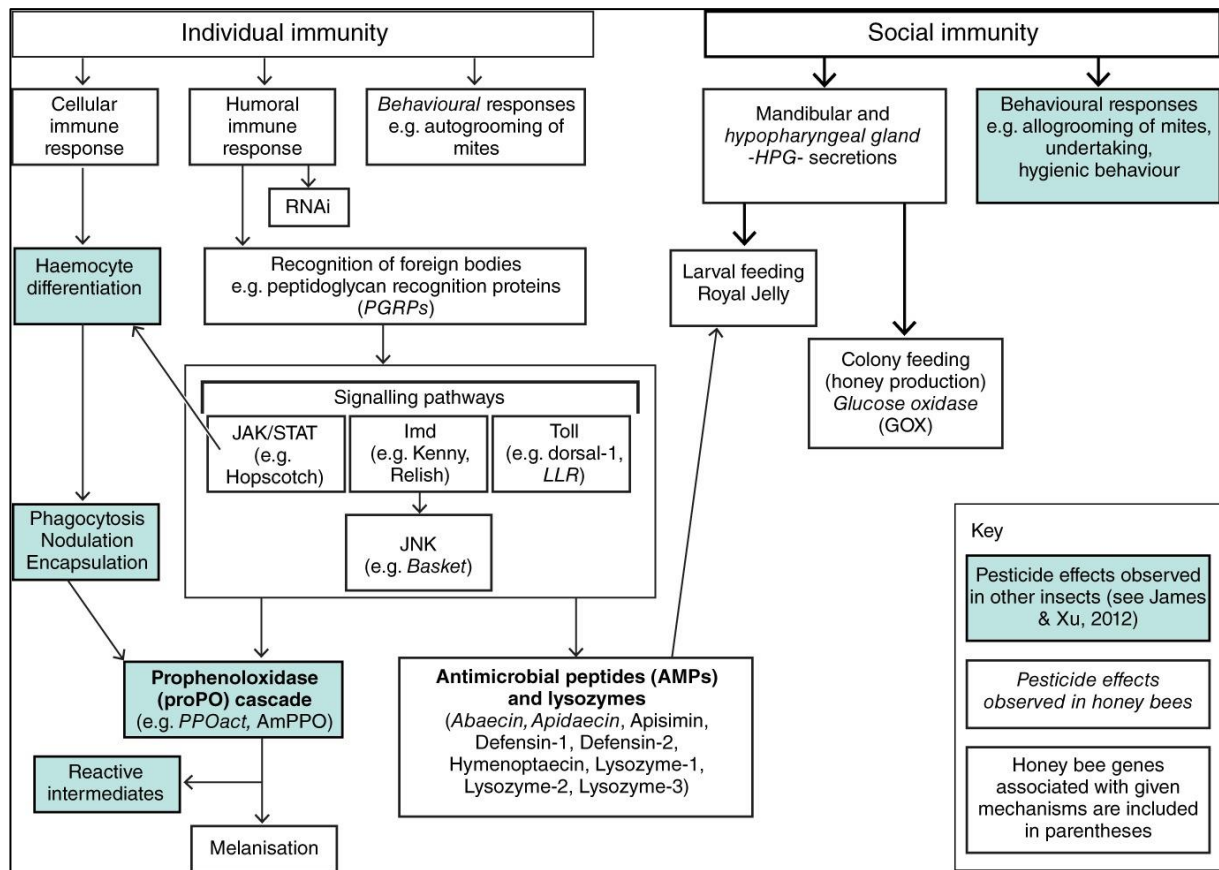 Individual immunity
Social immunity
Cellular
immune
response
Humoral
immune
response
Behavioural responses
e.g. autogrooming of
mites
Mandibular and
hypopharyngeal gland
-HPG- secretions
Behavioural responses
e.g. allogrooming of mites,
undertaking,
hygienic behaviour
RNAi
Haemocyte
differentiation
Recognition of foreign bodies
e.g. peptidoglycan recognition proteins
(PGRPs)
Larval feeding
Royal Jelly
Colony feeding
(honey production)
Glucose oxidase
(GOX)
Signalling pathways
JAK/STAT
(e.g.
Hopscotch)
Imd
(e.g. Kenny,
Relish)
Toll
(e.g. dorsal-1,
LLR)
JNK
(e.g. Basket)
Phagocytosis
Nodulation
Encapsulation
Prophenoloxidase
(proPO) cascade
(e.g. PPOact, AmPPO)
Antimicrobial peptides (AMPs)
and lysozymes
(Abaecin, Apidaecin, Apisimin,
Defensin-1, Defensin-2,
Hymenoptaecin, Lysozyme-1,
Lysozyme-2, Lysozyme-3)
Reactive
intermediates
Melanisation
Key
Pesticide effects observed
in other insects (see James
& Xu, 2012)
Pesticide effects
observed in honey bees
Honey bee genes
associated with given
mechanisms are included
in parentheses